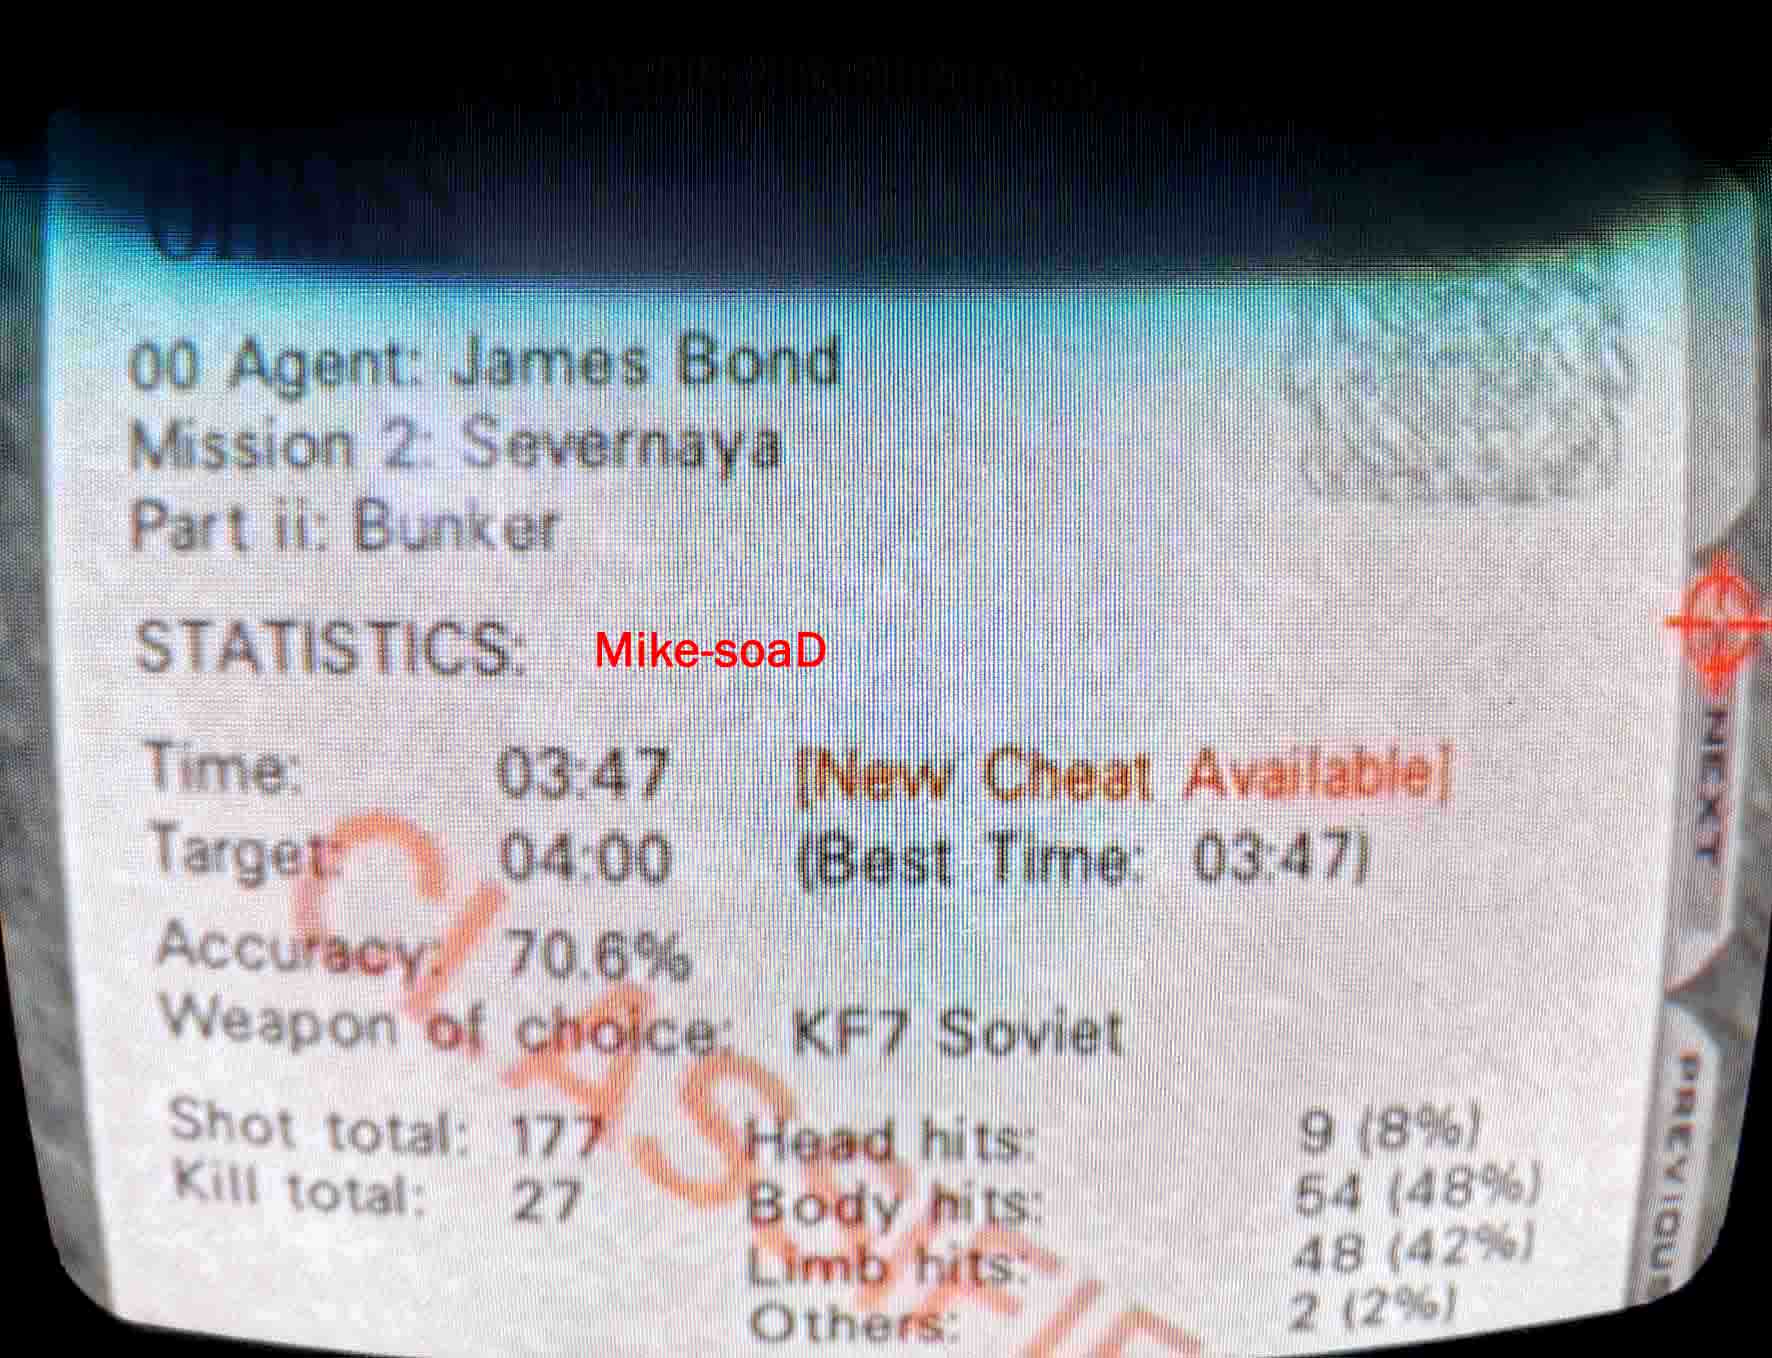 00 Agent: James Bond
Mission 2: Severnaya
Part ii: Bunker
STATISTICS: Mike-soaD
Time: 03:47 [New Cheat Available]
Target: 04:00 (Best Time: 03:47)
Accuracy: 70.6%
Weapon of choice: KF7 Soviet
Shot total: 177 Head hits: 9 (8%)
Kill total: 27 Body hits: 54 (48%)
Limb hits: 48 (42%)
Others: 2 (2%)
NEXT
PREVIOUS